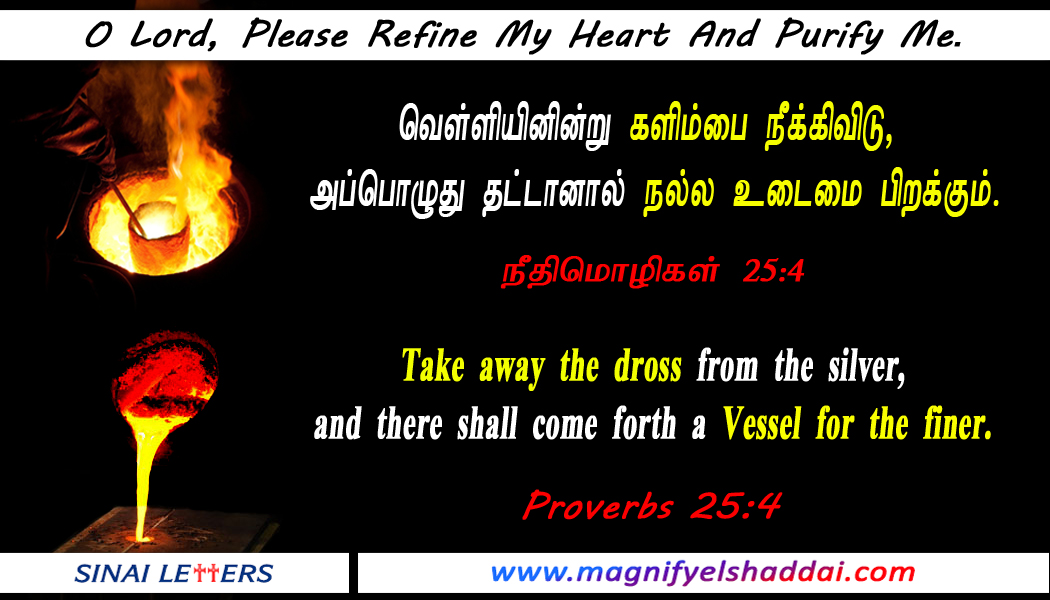 O Lord, Please Refine My Heart And Purify Me.
வெள்ளியினின்று களிம்பை நீக்கிவிடு,
அப்பொழுது தட்டானால் நல்ல உடைமை பிறக்கும்.
நீதிமொழிகள் 25:4
Take away the dross from the silver,
and there shall come forth a Vessel for the finer.
Proverbs 25:4
SINAI LETTERS
www.magnifyelshaddai.com